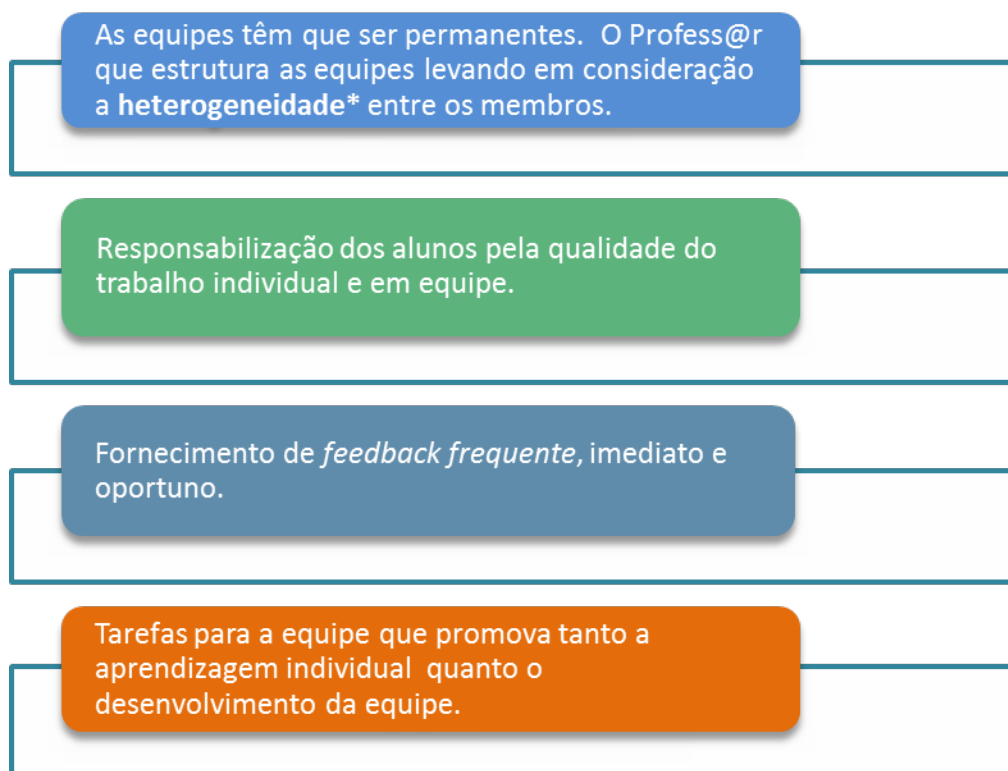 As equipes têm que ser permanentes.  O Profess@r
que estrutura as equipes levando em consideração
a heterogeneidade* entre os membros.
Responsabilização dos alunos pela qualidade do
trabalho individual e em equipe.
Fornecimento de feedback frequente, imediato e
oportuno.
Tarefas para a equipe que promova tanto a
aprendizagem individual  quanto o
desenvolvimento da equipe.